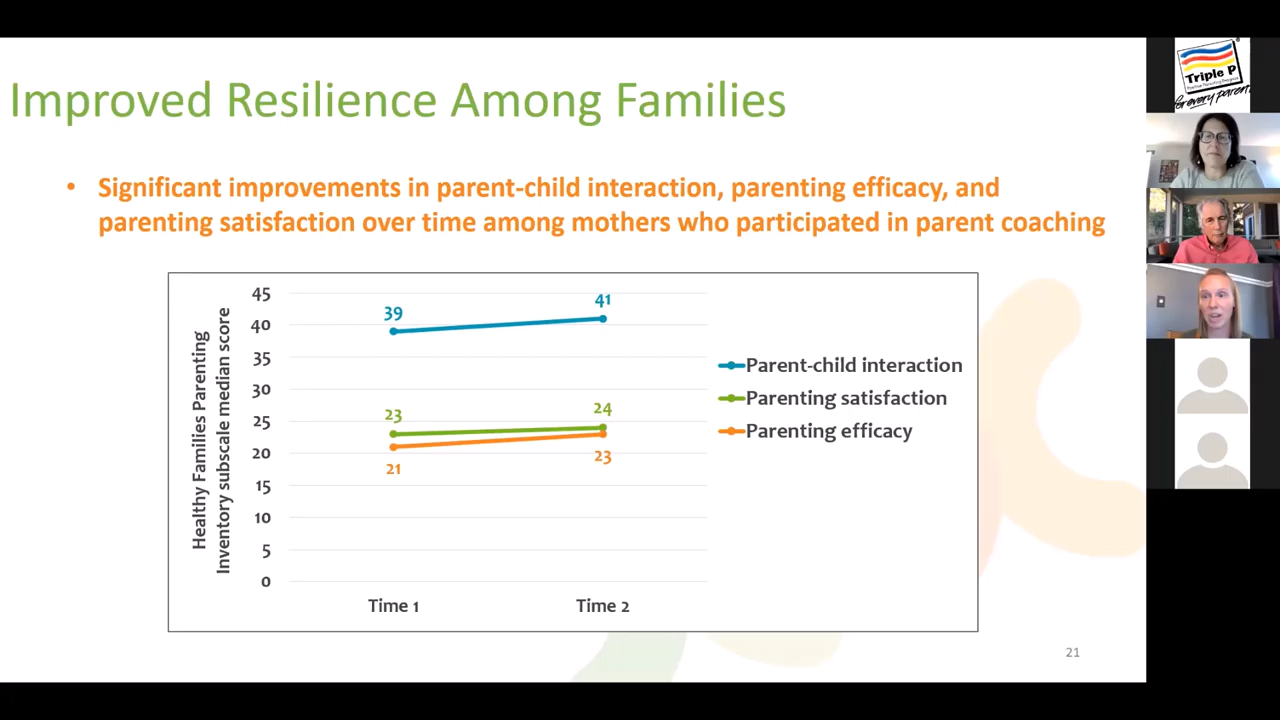 Improved Resilience Among Families
• Significant improvements in parent-child interaction, parenting efficacy, and
parenting satisfaction over time among mothers who participated in parent coaching
Healthy Families Parenting
Inventory subscale median score
45
40
35
30
25
20
15
10
5
0
39
41
23
24
21
23
Time 1
Time 2
Parent-child interaction
Parenting satisfaction
Parenting efficacy
21
Triple P
Positive Parenting Program
for every parent